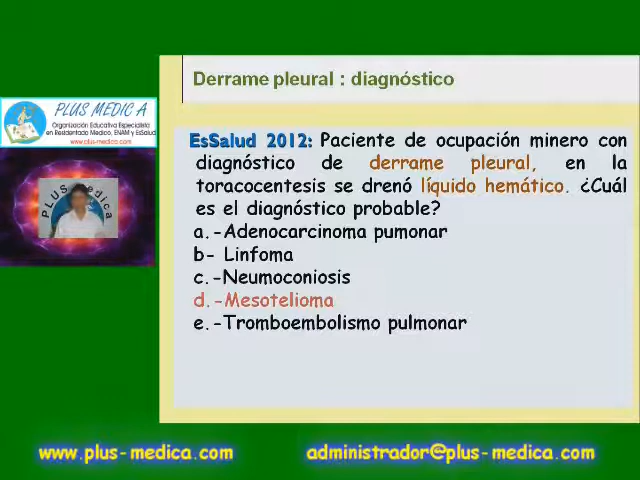 Derrame pleural : diagnóstico
PLUS MEDIC A
Organización Educativa Especialista
en Residentado Medico, ENAM y EsSalud
www.plus-medica.com
PLUS Medica
EsSalud 2012: Paciente de ocupación minero con
diagnóstico de derrame pleural, en la
toracocentesis se drenó líquido hemático. ¿Cuál
es el diagnóstico probable?
a.-Adenocarcinoma pumonar
b- Linfoma
c.-Neumoconiosis
d.-Mesotelioma
e.-Tromboembolismo pulmonar
www.plus-medica.com
administrador@plus-medica.com